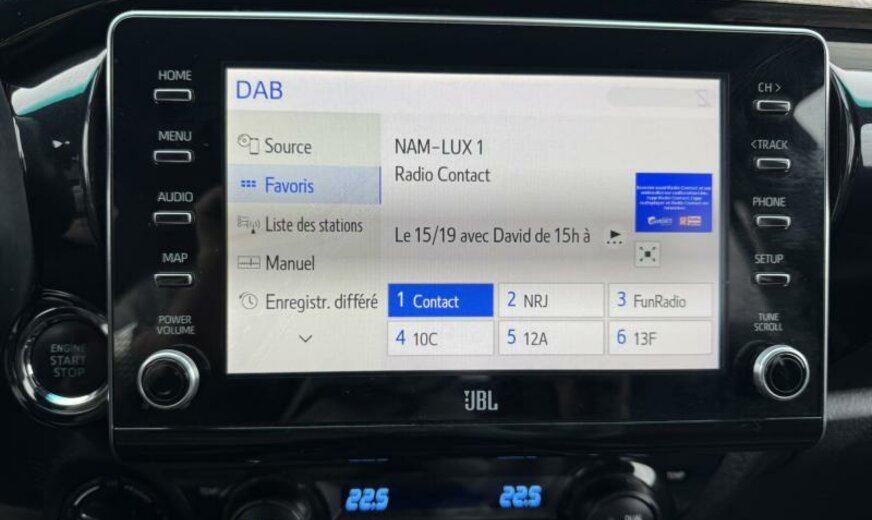 HOME
MENU
AUDIO
MAP
POWER
VOLUME
ENGINE
START
STOP
DAB
Source
Favoris
Liste des stations
Manuel
Enregistr. différé
NAM-LUX 1
Radio Contact
Le 15/19 avec David de 15h à
1 Contact
2 NRJ
3 FunRadio
4 10C
5 12A
6 13F
CH >
< TRACK
PHONE
SETUP
TUNE
SCROLL
JBL
22.5
22.5
DUAL